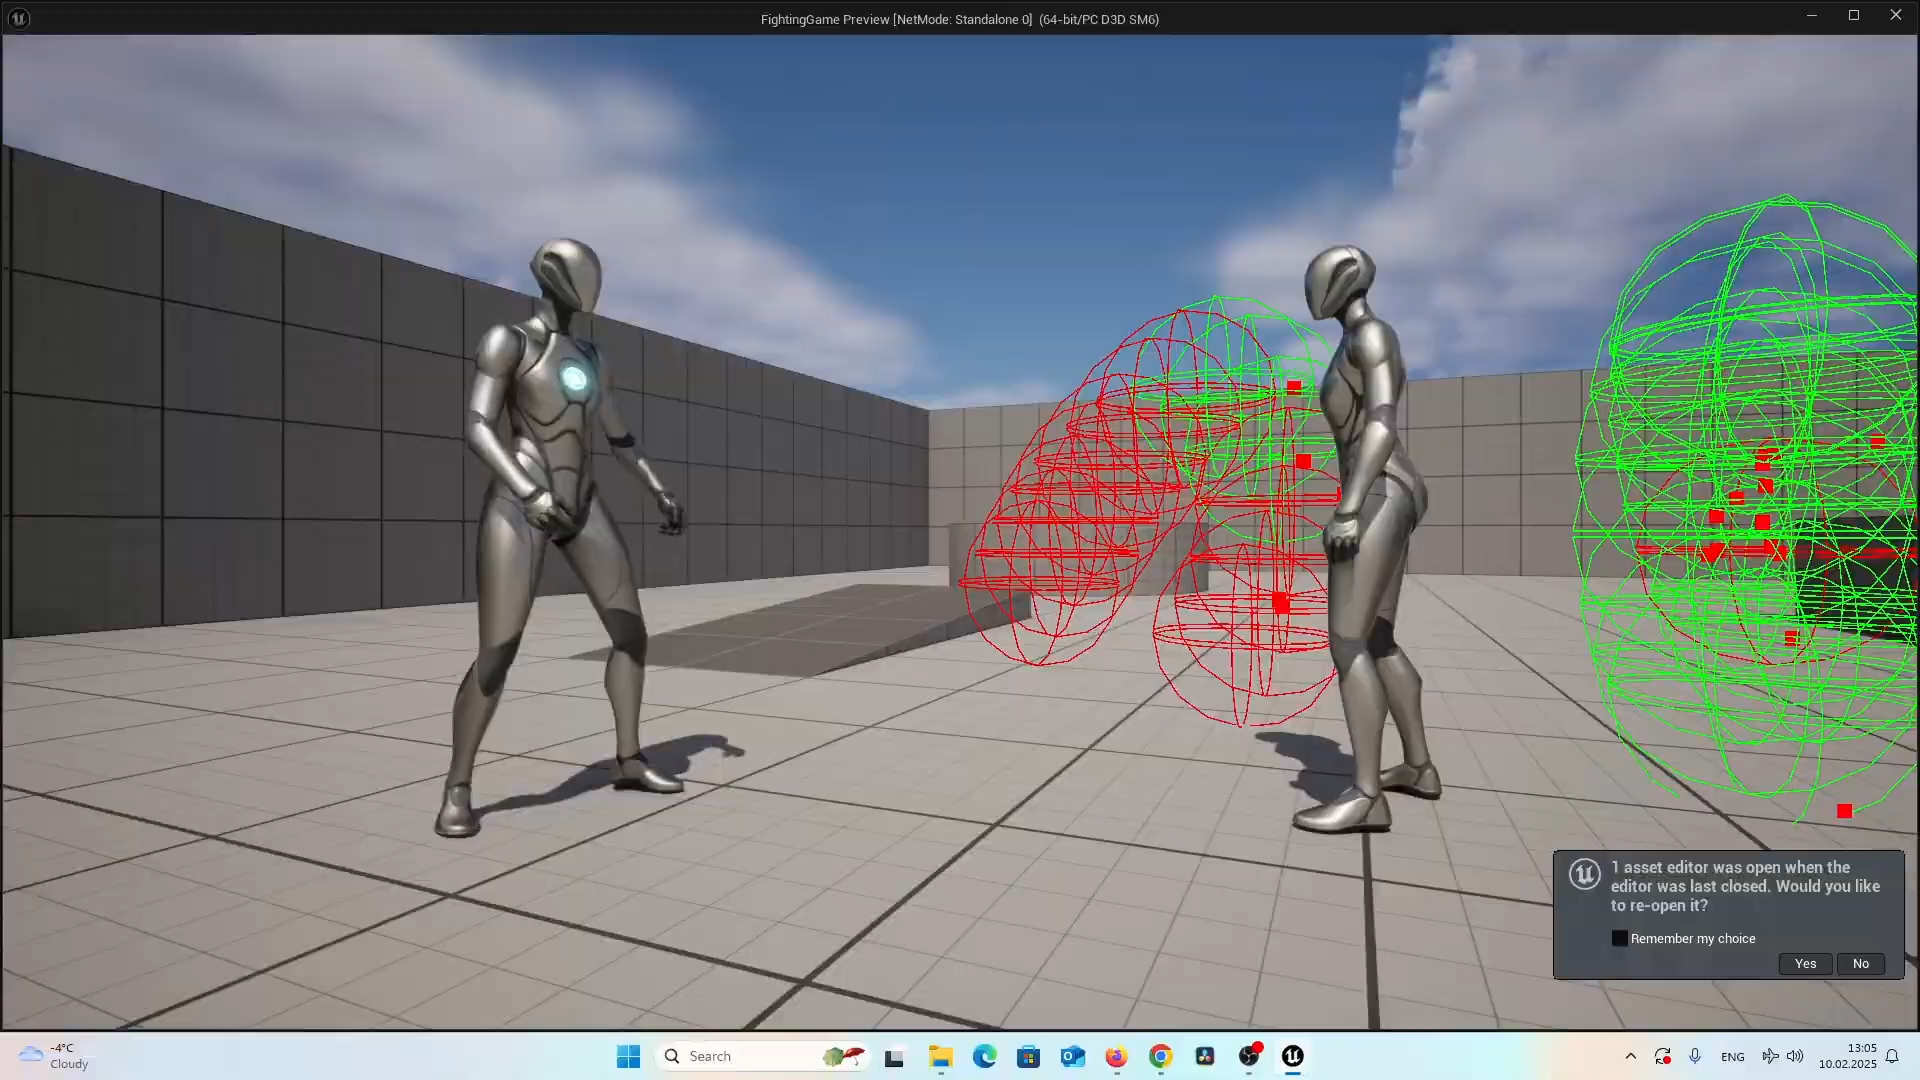 FightingGame Preview [NetMode: Standalone 0]  (64-bit/PC D3D SM6)
1 asset editor was open when the
editor was last closed. Would you like
to re-open it?
Remember my choice
Yes
No
-4°C
Cloudy
Search
ENG
13:05
10.02.2025